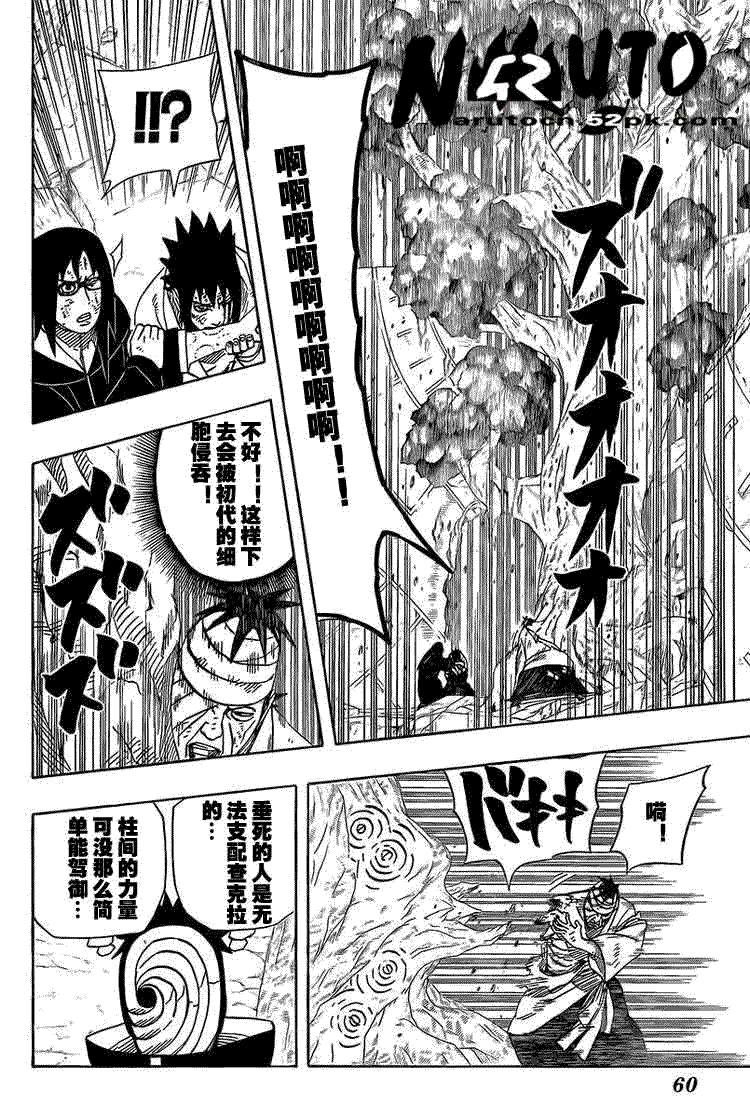 NARUTO
Narutocn.52pk.com
ズオオオオォ
啊啊啊啊啊啊啊啊啊!!
!!?
不好!!这样下
去会被初代的细
胞侵吞!
ズズズ
嗬!
バキキ
垂死的人是无
法支配查克拉
的…
柱间的力量
可没那么简
单能驾御…
60